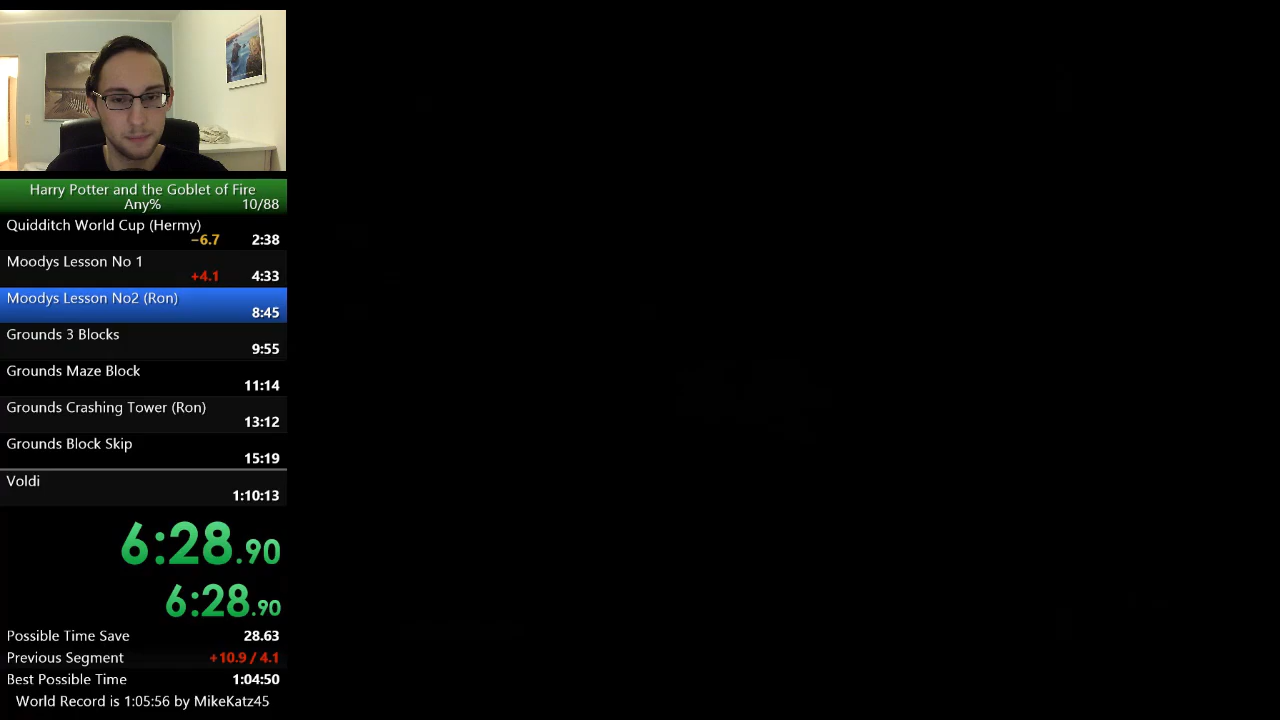 Harry Potter and the Goblet of Fire
Any% 10/88
Quidditch World Cup (Hermy)
−6.7 2:38
Moodys Lesson No 1
+4.1 4:33
Moodys Lesson No2 (Ron)
8:45
Grounds 3 Blocks
9:55
Grounds Maze Block
11:14
Grounds Crashing Tower (Ron)
13:12
Grounds Block Skip
15:19
Voldi
1:10:13
6:28.90
6:28.90
Possible Time Save 28.63
Previous Segment +10.9 / 4.1
Best Possible Time 1:04:50
World Record is 1:05:56 by MikeKatz45